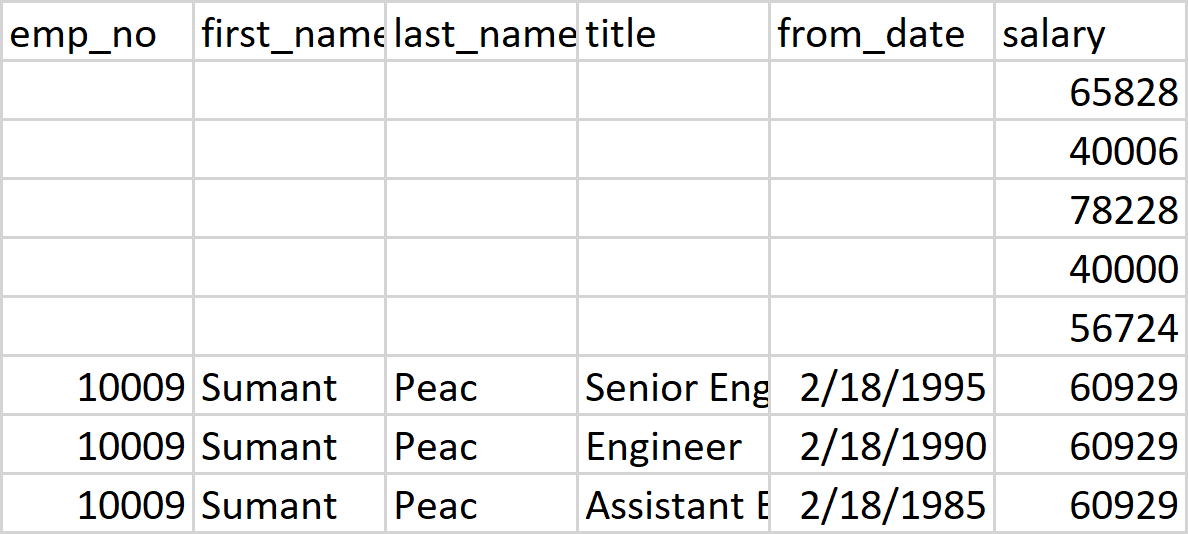 emp_no first_name last_name title from_date salary
65828
40006
78228
40000
56724
10009 Sumant Peac Senior Eng 2/18/1995 60929
10009 Sumant Peac Engineer 2/18/1990 60929
10009 Sumant Peac Assistant E 2/18/1985 60929